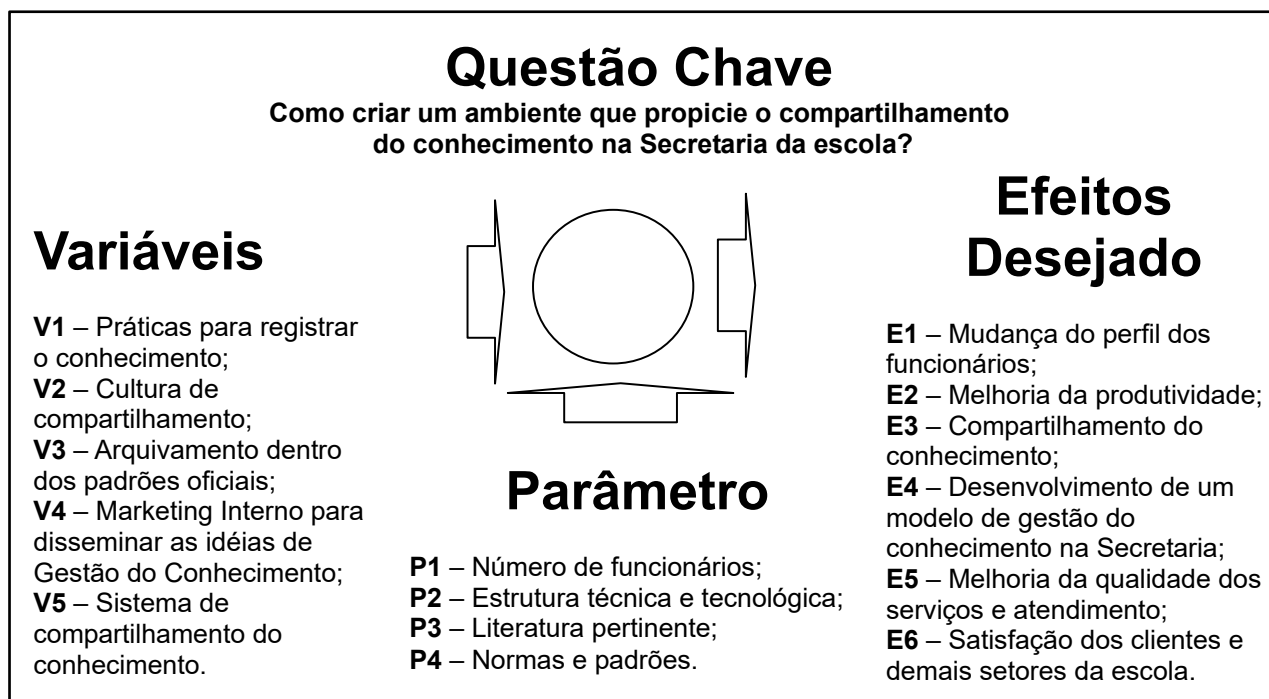 Questão Chave
Como criar um ambiente que propicie o compartilhamento
do conhecimento na Secretaria da escola?
Variáveis
V1 – Práticas para registrar
o conhecimento;
V2 – Cultura de
compartilhamento;
V3 – Arquivamento dentro
dos padrões oficiais;
V4 – Marketing Interno para
disseminar as idéias de
Gestão do Conhecimento;
V5 – Sistema de
compartilhamento do
conhecimento.
Parâmetro
P1 – Número de funcionários;
P2 – Estrutura técnica e tecnológica;
P3 – Literatura pertinente;
P4 – Normas e padrões.
Efeitos
Desejado
E1 – Mudança do perfil dos
funcionários;
E2 – Melhoria da produtividade;
E3 – Compartilhamento do
conhecimento;
E4 – Desenvolvimento de um
modelo de gestão do
conhecimento na Secretaria;
E5 – Melhoria da qualidade dos
serviços e atendimento;
E6 – Satisfação dos clientes e
demais setores da escola.